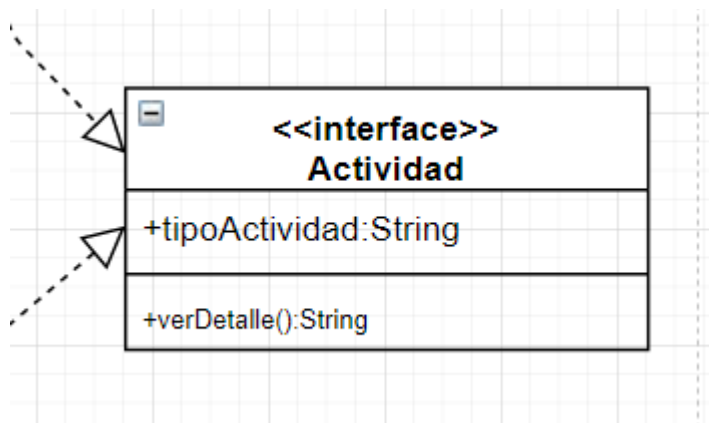 <<interface>>
Actividad
+tipoActividad:String
+verDetalle():String